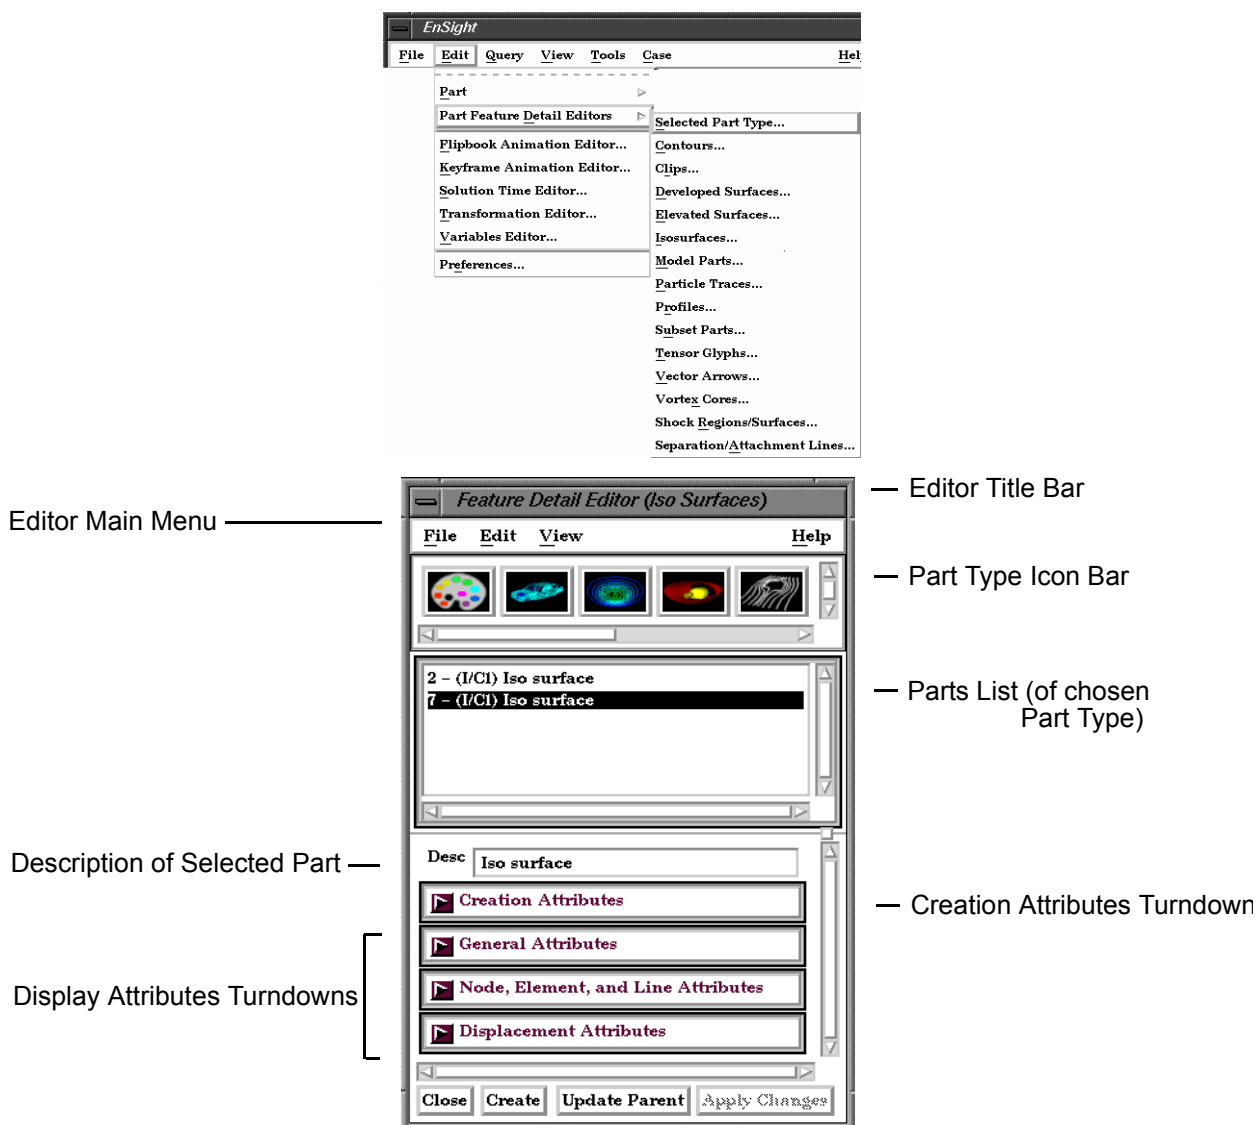 EnSight
File Edit Query View Tools Case Hel
Part
Part Feature Detail Editors
Flipbook Animation Editor...
Keyframe Animation Editor...
Solution Time Editor...
Transformation Editor...
Variables Editor...
Preferences...
Selected Part Type...
Contours...
Clips...
Developed Surfaces...
Elevated Surfaces...
Isosurfaces...
Model Parts...
Particle Traces...
Profiles...
Subset Parts...
Tensor Glyphs...
Vector Arrows...
Vortex Cores...
Shock Regions/Surfaces...
Separation/Attachment Lines...
Feature Detail Editor (Iso Surfaces)
Editor Title Bar
Editor Main Menu
File Edit View Help
Part Type Icon Bar
2 – (I/C1) Iso surface
7 – (I/C1) Iso surface
Parts List (of chosen
Part Type)
Description of Selected Part
Desc Iso surface
Creation Attributes
Creation Attributes Turndown
General Attributes
Node, Element, and Line Attributes
Displacement Attributes
Display Attributes Turndowns
Close Create Update Parent Apply Changes